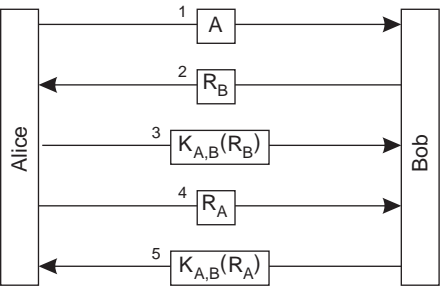 Alice
1 A
2 R_B
3 K_A,B(R_B)
4 R_A
5 K_A,B(R_A)
Bob